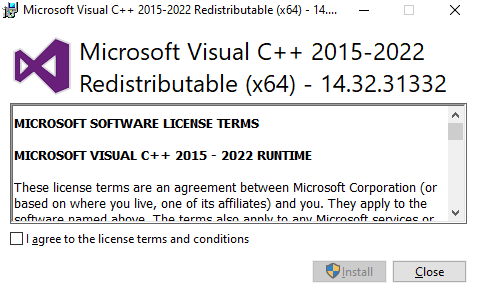 Microsoft Visual C++ 2015-2022 Redistributable (x64) - 14....
Microsoft Visual C++ 2015-2022
Redistributable (x64) - 14.32.31332
MICROSOFT SOFTWARE LICENSE TERMS
MICROSOFT VISUAL C++ 2015 - 2022 RUNTIME
These license terms are an agreement between Microsoft Corporation (or
based on where you live, one of its affiliates) and you. They apply to the
software named above. The terms also apply to any Microsoft services or
I agree to the license terms and conditions
Install
Close